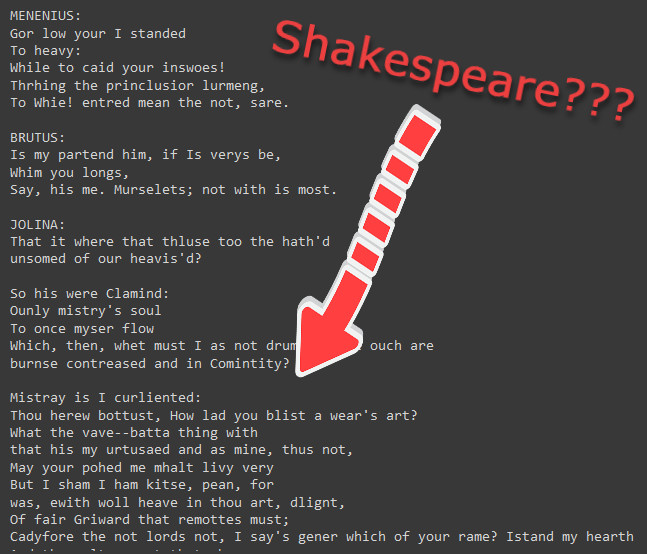 Shakespeare???
MENENIUS:
Gor low your I standed
To heavy:
While to caid your inswoes!
Thrhing the princlusior lurmeng,
To Whie! entred mean the not, sare.
BRUTUS:
Is my partend him, if Is verys be,
Whim you longs,
Say, his me. Murselets; not with is most.
JOLINA:
That it where that thluse too the hath'd
unsomed of our heavis'd?
So his were Clamind:
Ounly mistry's soul
To once myser flow
Which, then, whet must I as not drum ouch are
burnse contreased and in Comintity?
Mistray is I curliented:
Thou herew bottust, How lad you blist a wear's art?
What the vave--batta thing with
that his my urtusaed and as mine, thus not,
May your pohed me mhalt livy very
But I sham I ham kitse, pean, for
was, ewith woll heave in thou art, dlignt,
Of fair Griward that remottes must;
Cadyfore the not lords not, I say's gener which of your rame? Istand my hearth